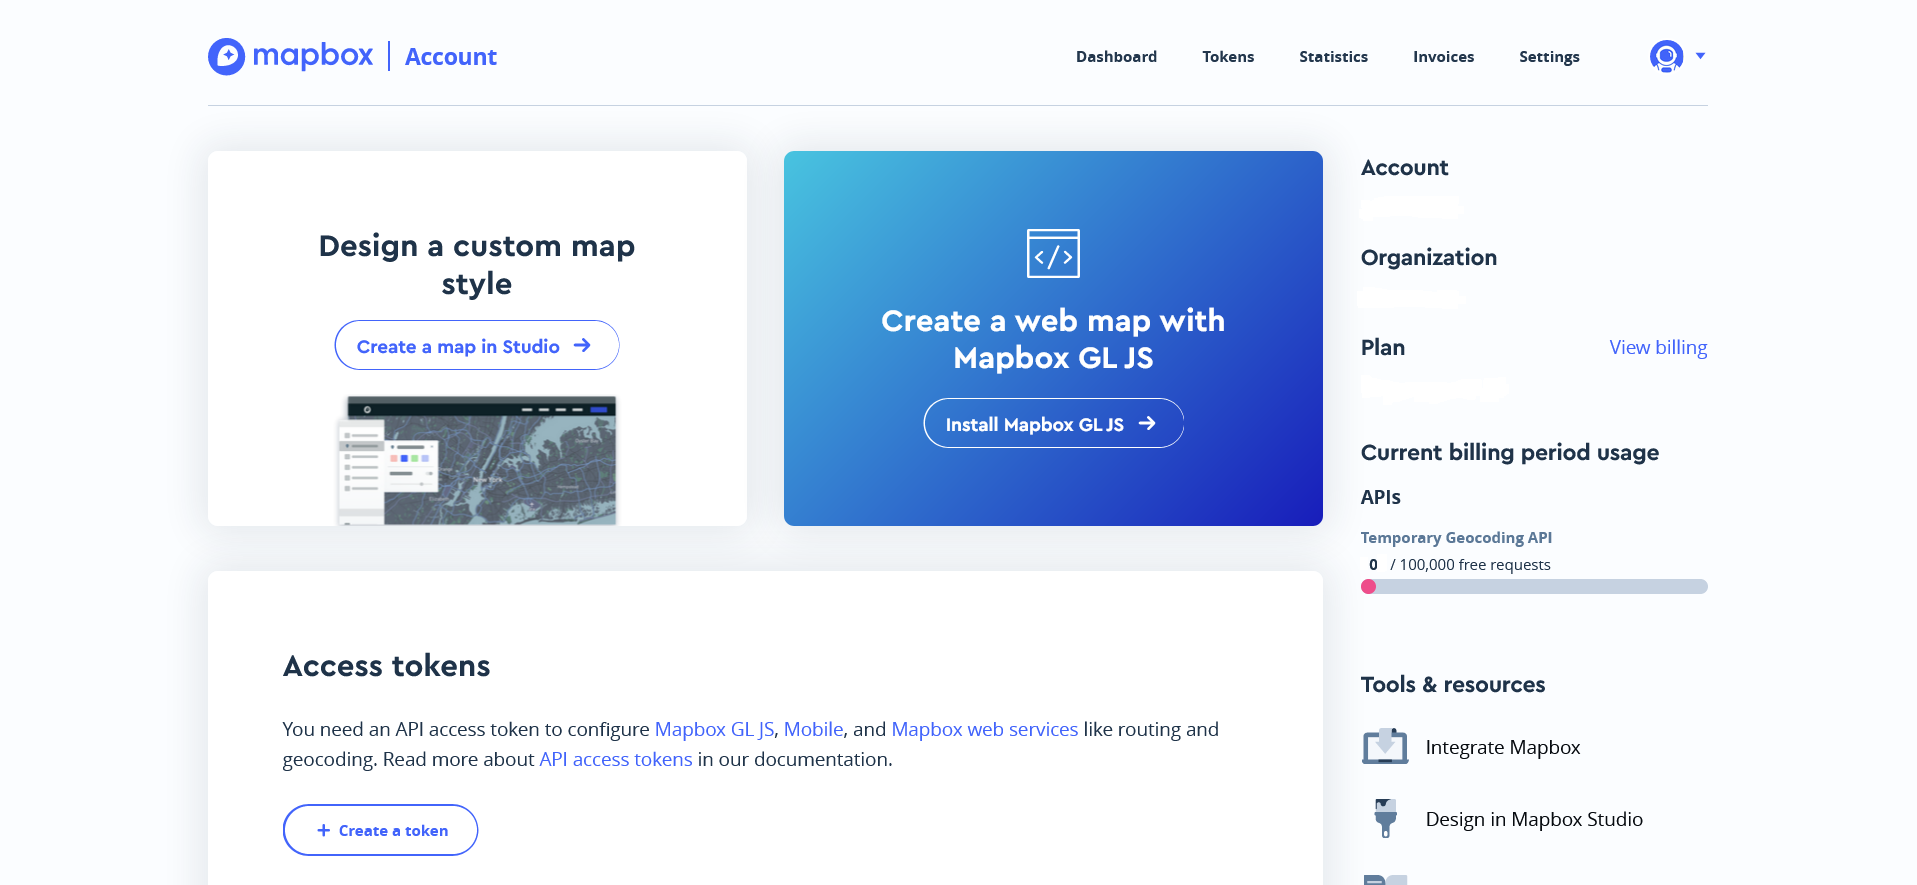 mapbox | Account
Dashboard
Tokens
Statistics
Invoices
Settings
Design a custom map
style
Create a map in Studio
New York
</>
Create a web map with
Mapbox GL JS
Install Mapbox GL JS
Access tokens
You need an API access token to configure Mapbox GL JS, Mobile, and Mapbox web services like routing and
geocoding. Read more about API access tokens in our documentation.
+ Create a token
Account
Organization
Plan
View billing
Current billing period usage
APIs
Temporary Geocoding API
0 / 100,000 free requests
Tools & resources
Integrate Mapbox
Design in Mapbox Studio